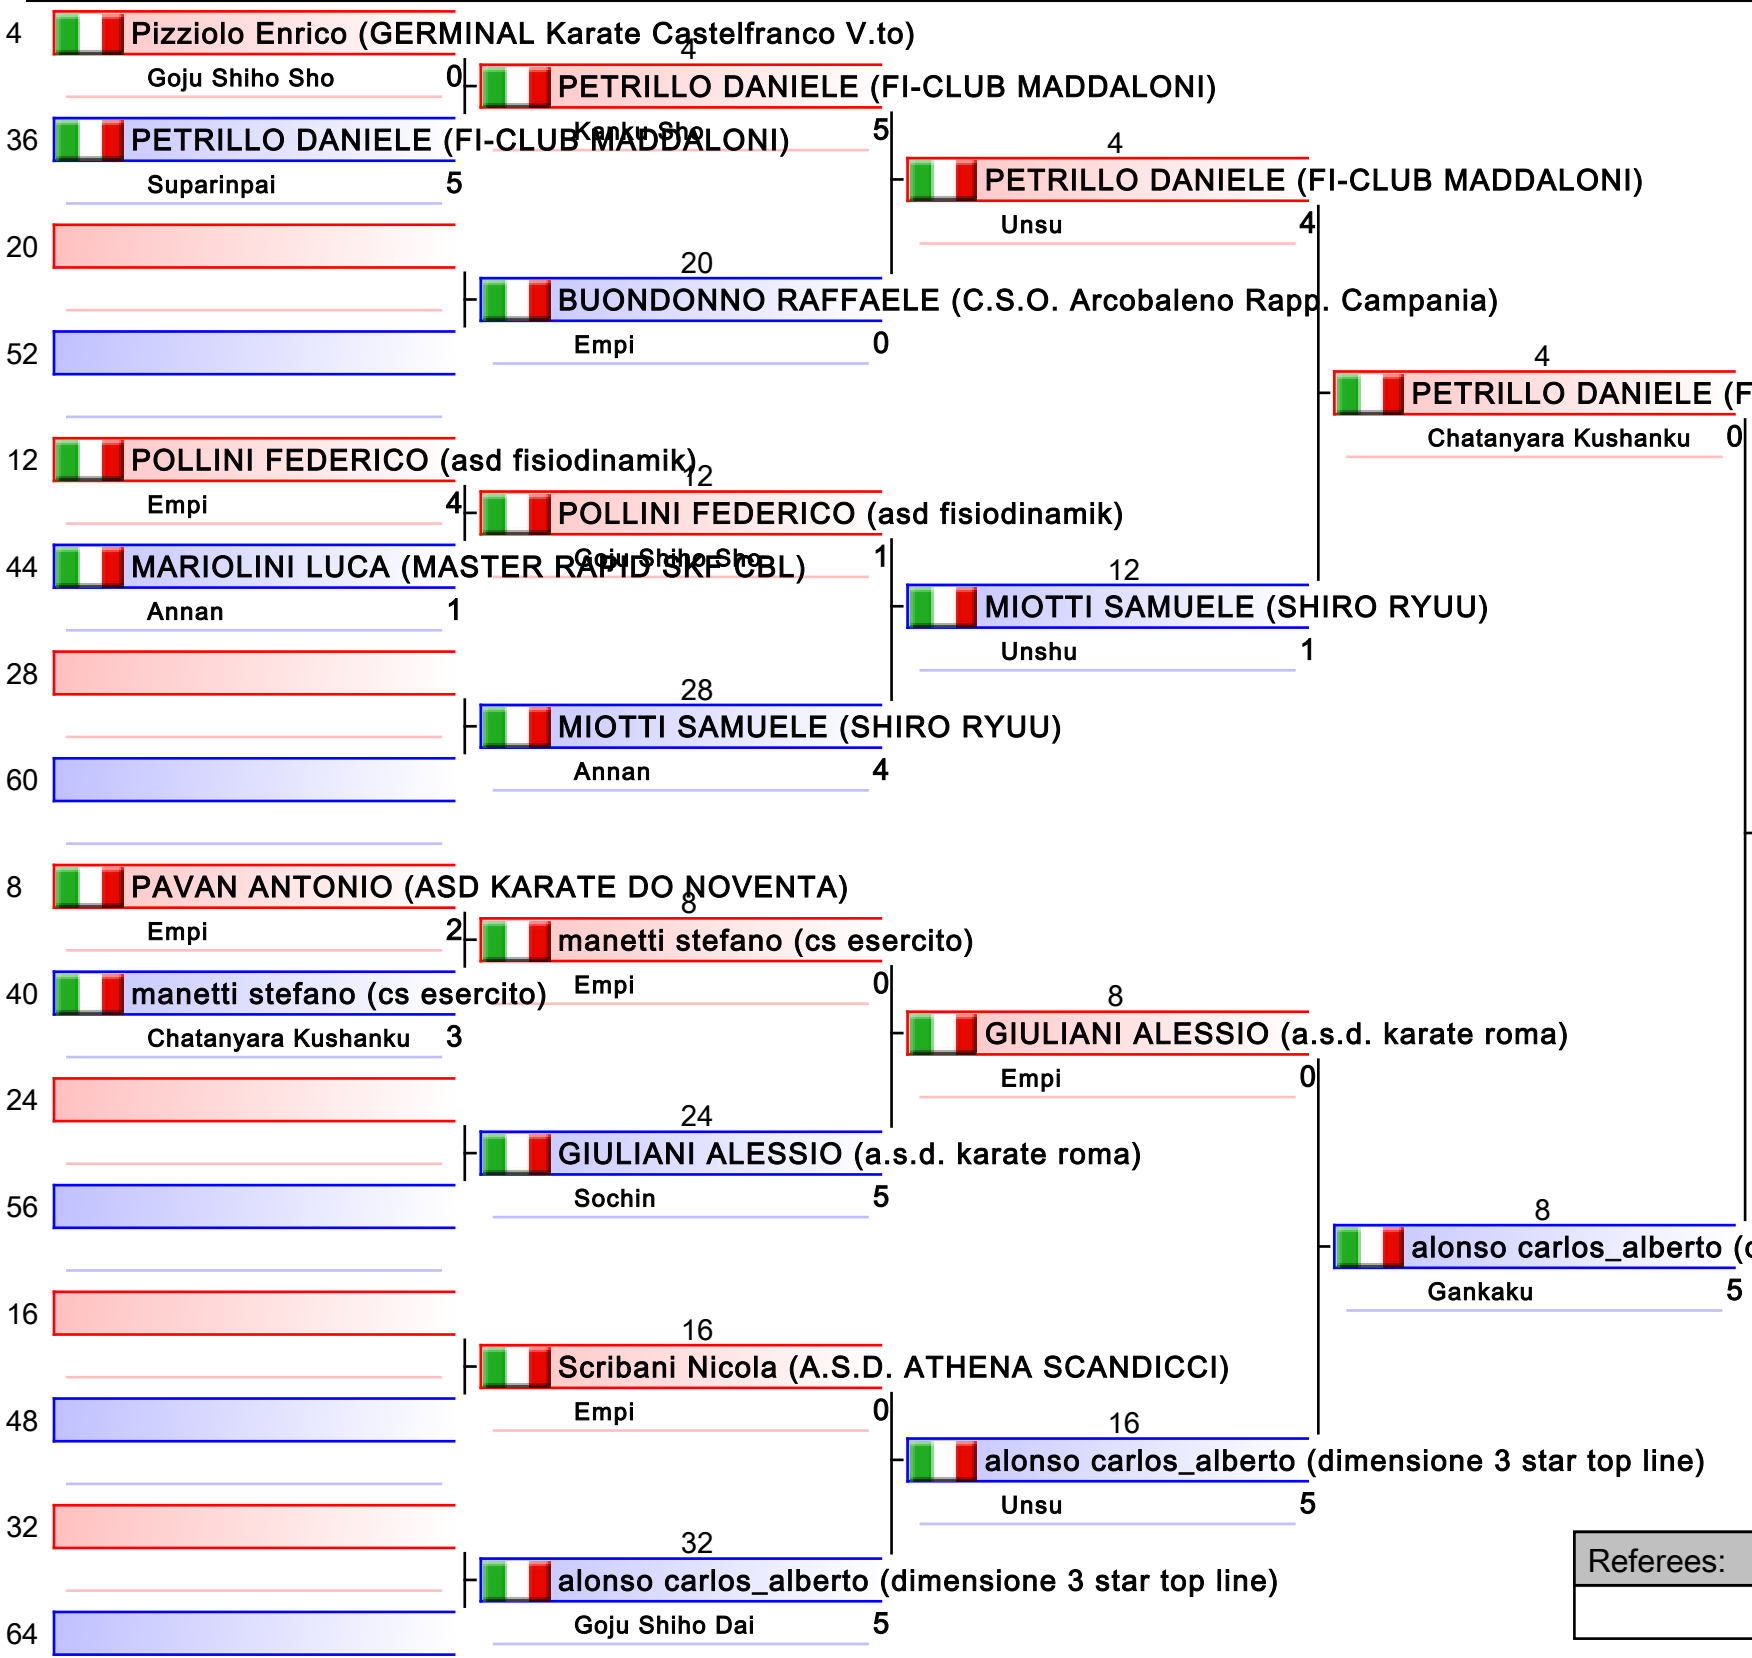 4 Pizziolo Enrico (GERMINAL Karate Castelfranco V.to)
Goju Shiho Sho 0
4
PETRILLO DANIELE (FI-CLUB MADDALONI)
Kanku Sho 5
36 PETRILLO DANIELE (FI-CLUB MADDALONI)
Suparinpai 5
4
PETRILLO DANIELE (FI-CLUB MADDALONI)
Unsu 4
20
20
BUONDONNO RAFFAELE (C.S.O. Arcobaleno Rapp. Campania)
Empi 0
52
4
PETRILLO DANIELE (F
Chatanyara Kushanku 0
12 POLLINI FEDERICO (asd fisiodinamik)
Empi 4
12
POLLINI FEDERICO (asd fisiodinamik)
Goju Shiho Sho 1
44 MARIOLINI LUCA (MASTER RAPID SKF CBL)
Annan 1
12
MIOTTI SAMUELE (SHIRO RYUU)
Unshu 1
28
28
MIOTTI SAMUELE (SHIRO RYUU)
Annan 4
60
8 PAVAN ANTONIO (ASD KARATE DO NOVENTA)
Empi 2
8
manetti stefano (cs esercito)
Empi 0
40 manetti stefano (cs esercito)
Chatanyara Kushanku 3
8
GIULIANI ALESSIO (a.s.d. karate roma)
Empi 0
24
24
GIULIANI ALESSIO (a.s.d. karate roma)
Sochin 5
56
8
alonso carlos_alberto (
Gankaku 5
16
16
Scribani Nicola (A.S.D. ATHENA SCANDICCI)
Empi 0
48
16
alonso carlos_alberto (dimensione 3 star top line)
Unsu 5
32
32
alonso carlos_alberto (dimensione 3 star top line)
Goju Shiho Dai 5
64
Referees: